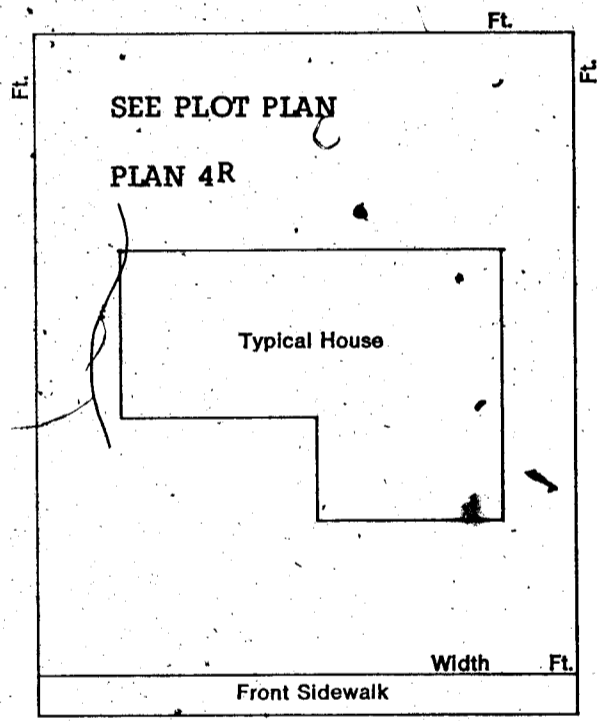 Ft.
Ft.
Ft.
SEE PLOT PLAN
PLAN 4R
Typical House
Width Ft.
Front Sidewalk